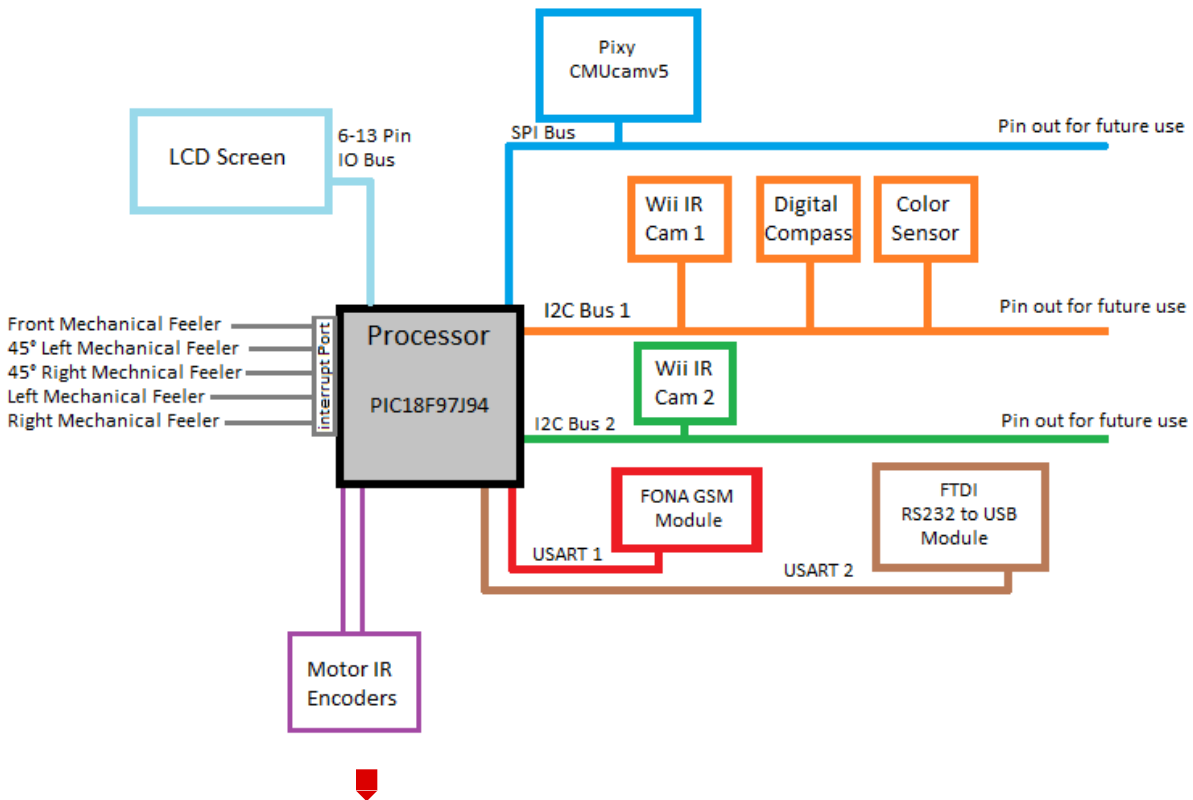 Pixy
CMUcamv5
SPI Bus
Pin out for future use
6-13 Pin
IO Bus
LCD Screen
Wii IR
Cam 1
Digital
Compass
Color
Sensor
I2C Bus 1
Pin out for future use
Front Mechanical Feeler
45° Left Mechanical Feeler
45° Right Mechnical Feeler
Left Mechanical Feeler
Right Mechanical Feeler
interrupt Port
Processor
PIC18F97J94
Wii IR
Cam 2
I2C Bus 2
Pin out for future use
FONA GSM
Module
USART 1
FTDI
RS232 to USB
Module
USART 2
Motor IR
Encoders